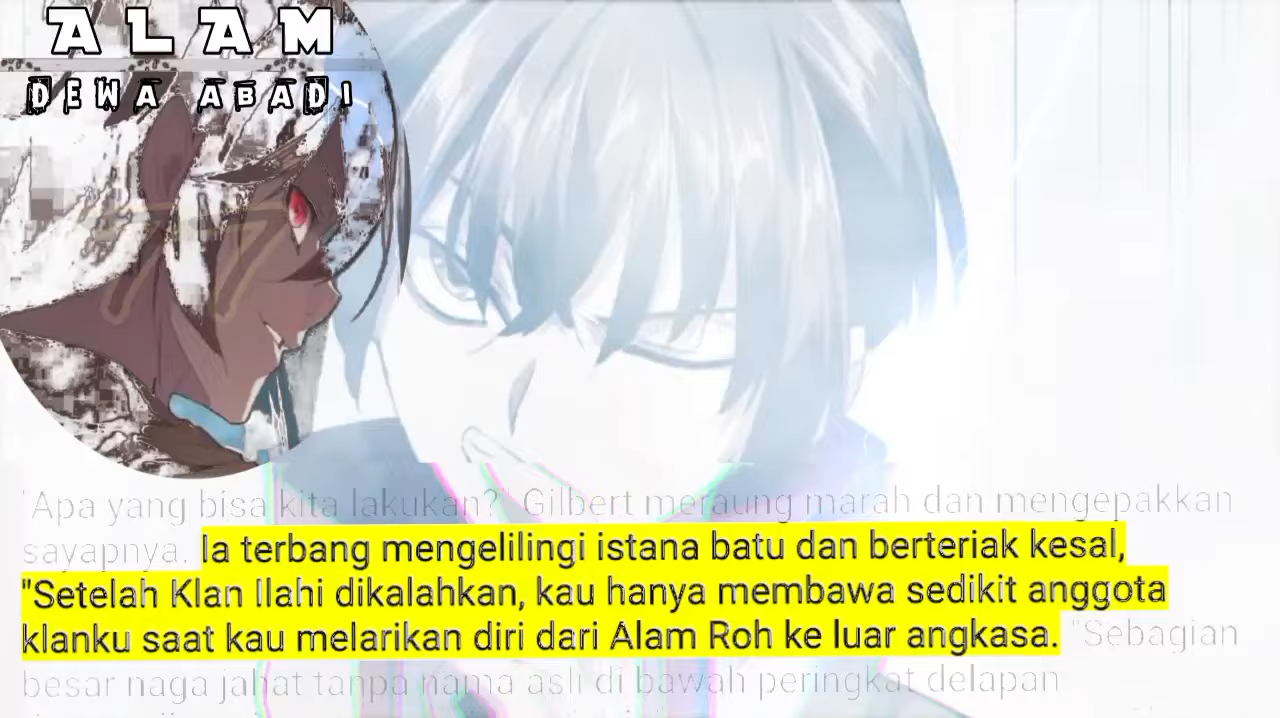 ALAM
DEWA ABADI
"Apa yang bisa kita lakukan?" Gilbert meraung marah dan mengepakkan
sayapnya. Ia terbang mengelilingi istana batu dan berteriak kesal,
"Setelah Klan Ilahi dikalahkan, kau hanya membawa sedikit anggota
klanku saat kau melarikan diri dari Alam Roh ke luar angkasa. "Sebagian
besar naga jahat tanpa nama asli di bawah peringkat delapan